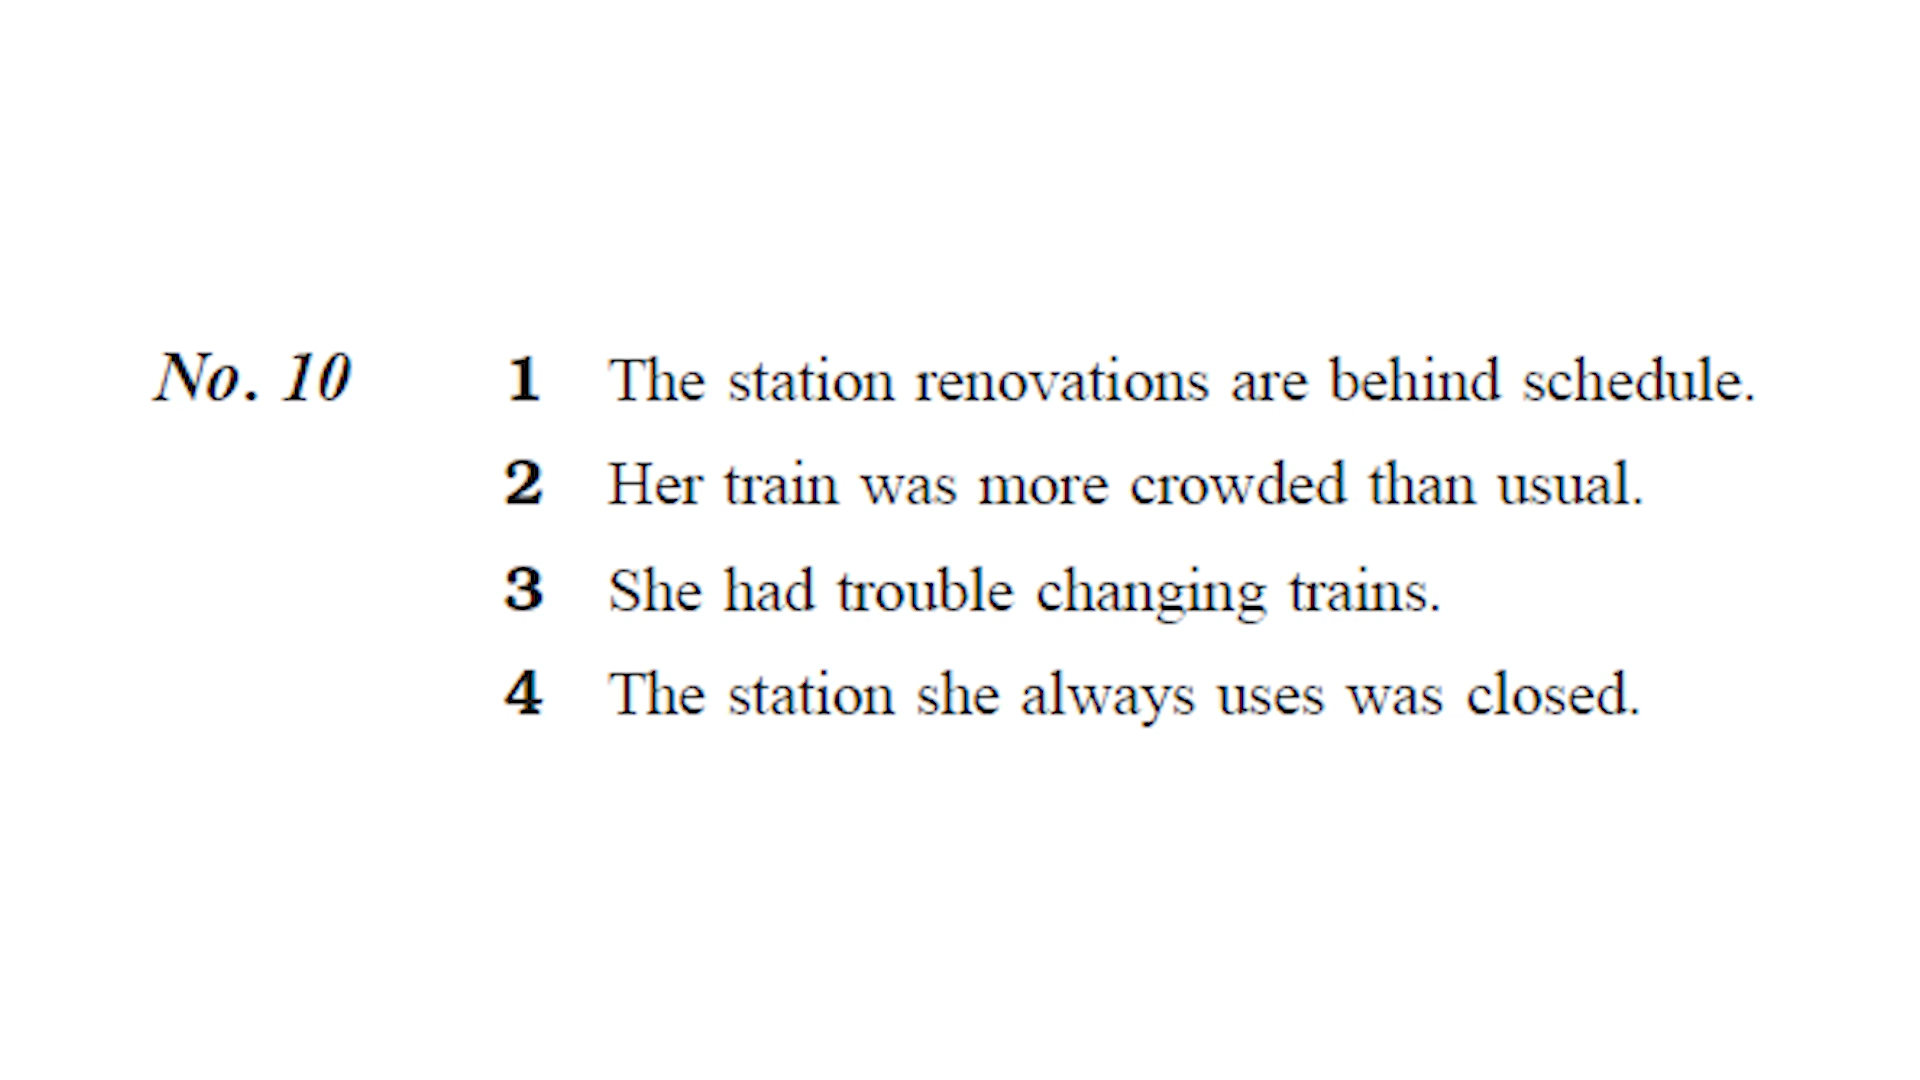 No. 10 1 The station renovations are behind schedule.
2 Her train was more crowded than usual.
3 She had trouble changing trains.
4 The station she always uses was closed.